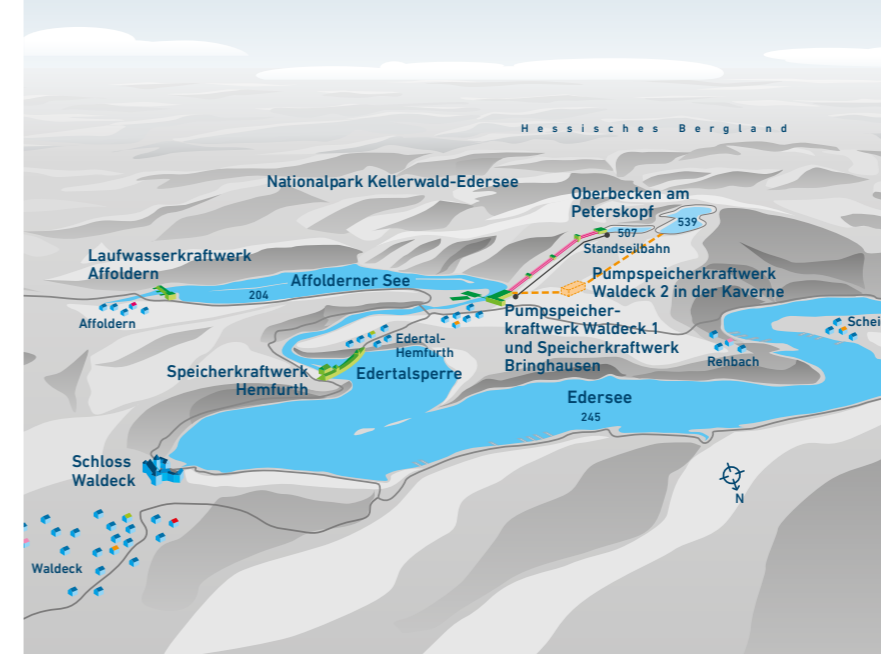 Hessisches Bergland
Nationalpark Kellerwald-Edersee
Oberbecken am
Peterskopf
539
507
Standseilbahn
Laufwasserkraftwerk
Affoldern
Affolderner See
204
Pumpspeicherkraftwerk
Waldeck 2 in der Kaverne
Affoldern
Pumpspeicher-
kraftwerk Waldeck 1
und Speicherkraftwerk
Bringhausen
Schei
Edertal-
Hemfurth
Rehbach
Speicherkraftwerk
Hemfurth
Edertalsperre
Edersee
245
Schloss
Waldeck
N
Waldeck